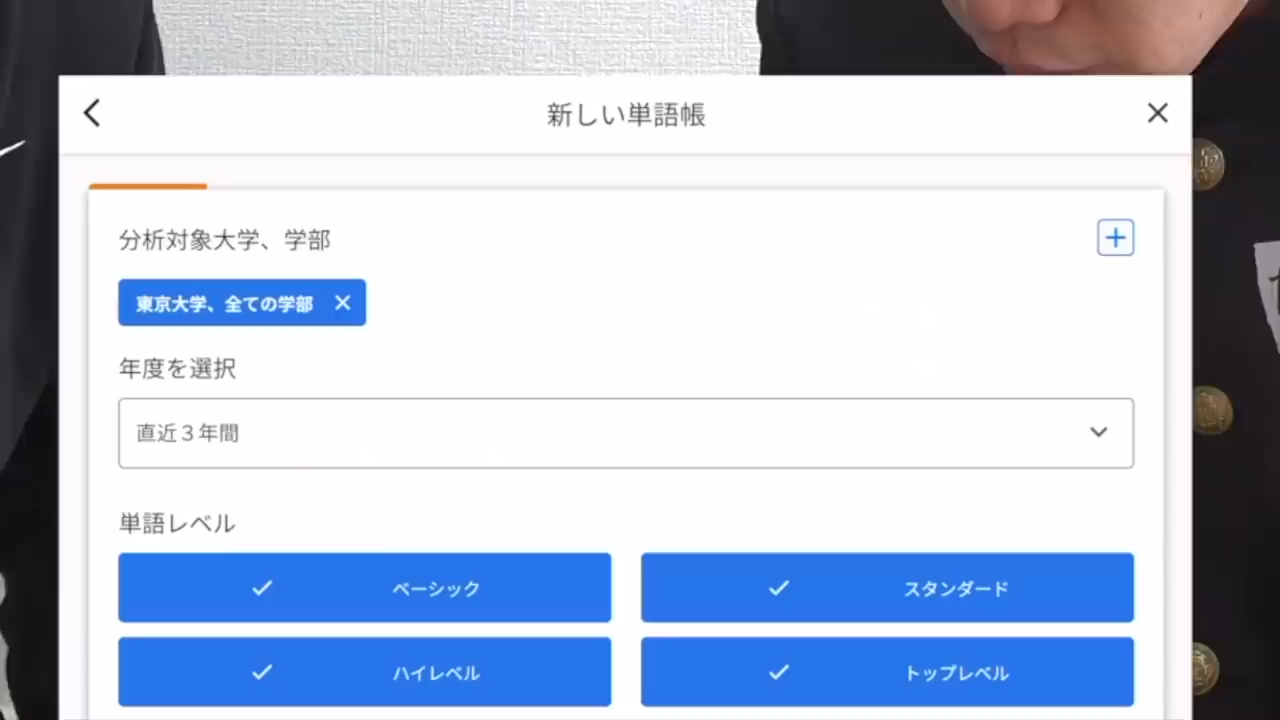 新しい単語帳
分析対象大学、学部
東京大学、全ての学部
年度を選択
直近3年間
単語レベル
ベーシック
スタンダード
ハイレベル
トップレベル